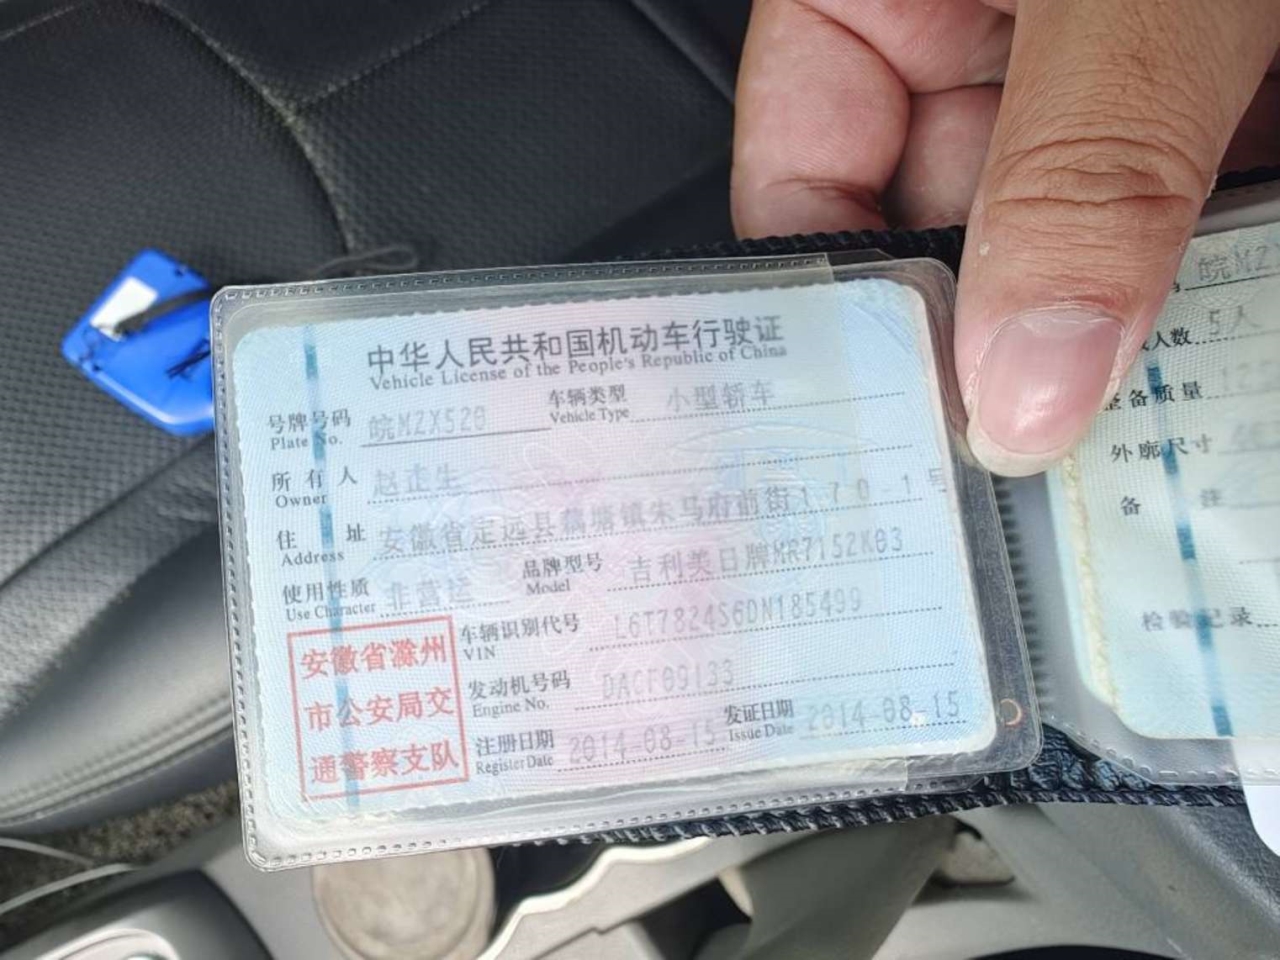 中华人民共和国机动车行驶证
Vehicle License of the People's Republic of China
号牌号码 皖M2X520 车辆类型 小型轿车
Plate No. Vehicle Type
所有人 赵走生
Owner
住址 安徽省定远县藕塘镇朱马府前街170-1号
Address
使用性质 非营运 品牌型号 吉利美日牌MR7152K03
Use Character Model
车辆识别代号 L6T7824S6DN185499
VIN
发动机号码 DACF09133
Engine No.
注册日期 2014-08-15 发证日期 2014-08-15
Register Date Issue Date
安徽省滁州
市公安局交
通警察支队
皖M2
人数 5人
整备质量
外廓尺寸
备注
检验记录